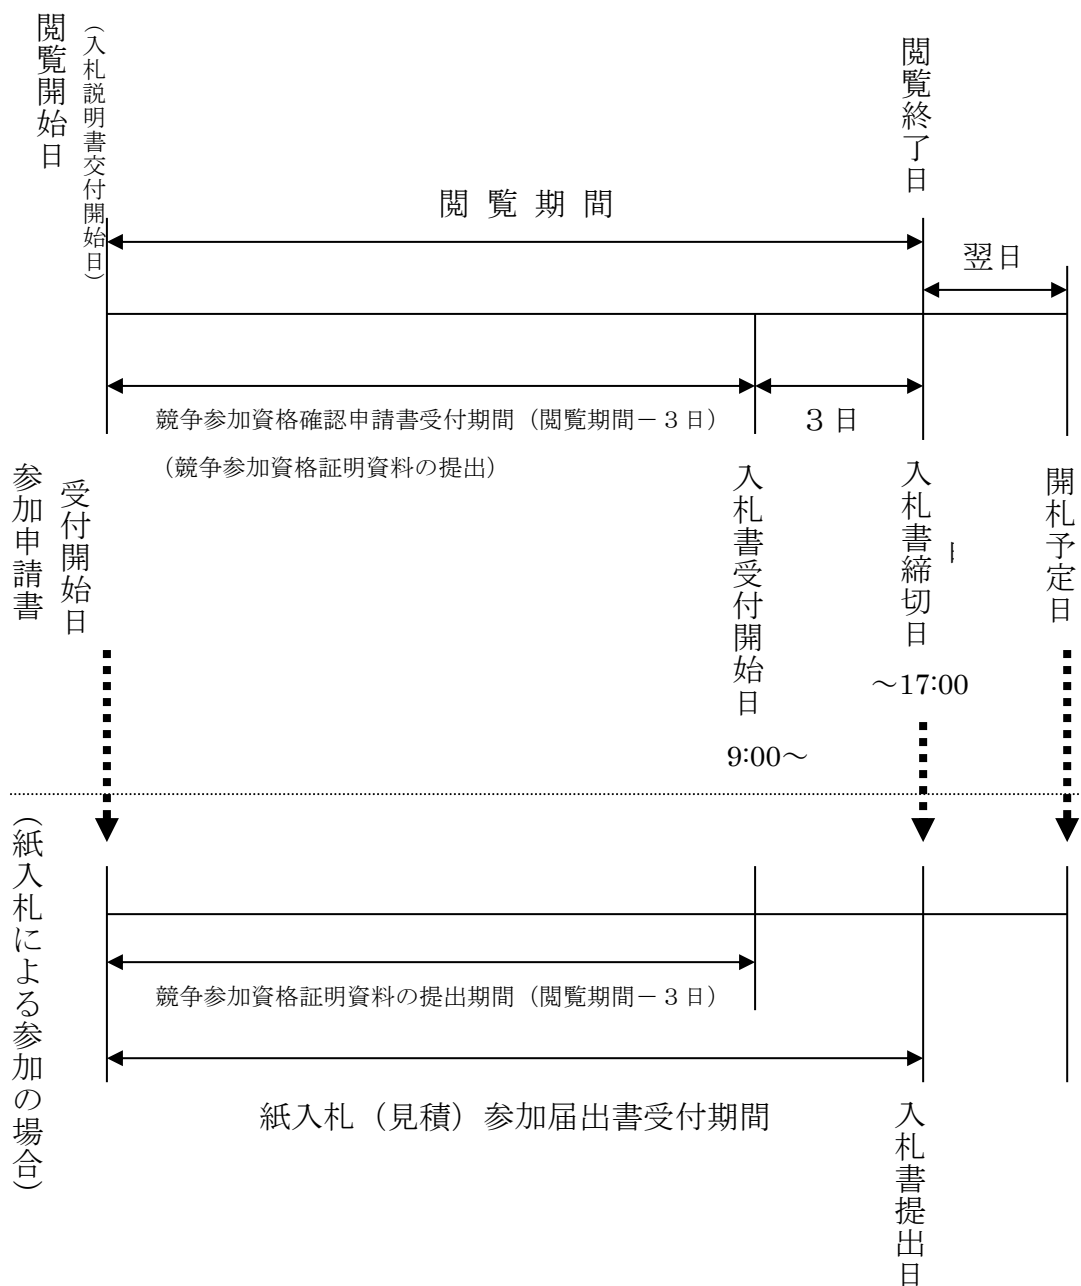 閲覧開始日
（入札説明書交付開始日）
閲覧終了日
閲 覧 期 間
翌日
競争参加資格確認申請書受付期間（閲覧期間－３日）
（競争参加資格証明資料の提出）
３日
参加申請書
受付開始日
入札書受付開始日
9:00～
入札書締切日
～17:00
開札予定日
（紙入札による参加の場合）
競争参加資格証明資料の提出期間（閲覧期間－３日）
紙入札（見積）参加届出書受付期間
入札書提出日